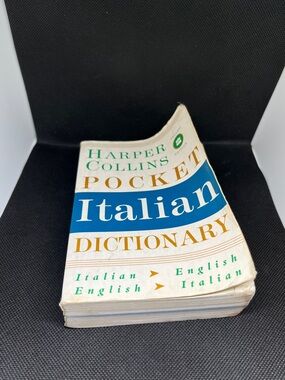 HARPER
COLLINS
POCKET
Italian
DICTIONARY
Italian English
English Italian